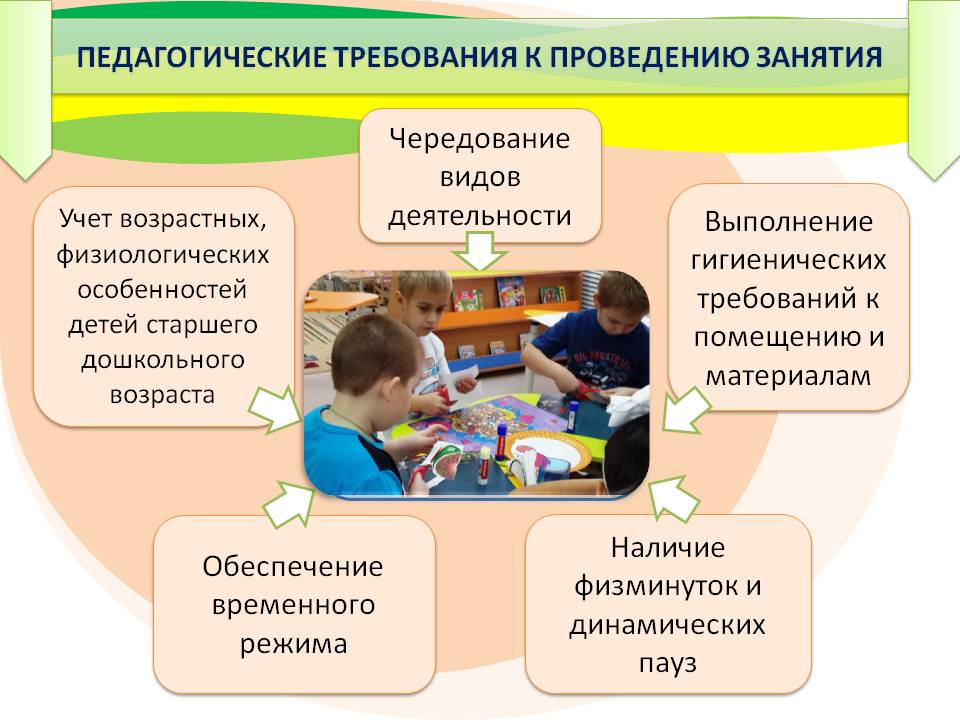 ПЕДАГОГИЧЕСКИЕ ТРЕБОВАНИЯ К ПРОВЕДЕНИЮ ЗАНЯТИЯ
Чередование
видов
деятельности
Учет возрастных,
физиологических
особенностей
детей старшего
дошкольного
возраста
Выполнение
гигиенических
требований к
помещению и
материалам
Обеспечение
временного
режима
Наличие
физминуток и
динамических
пауз